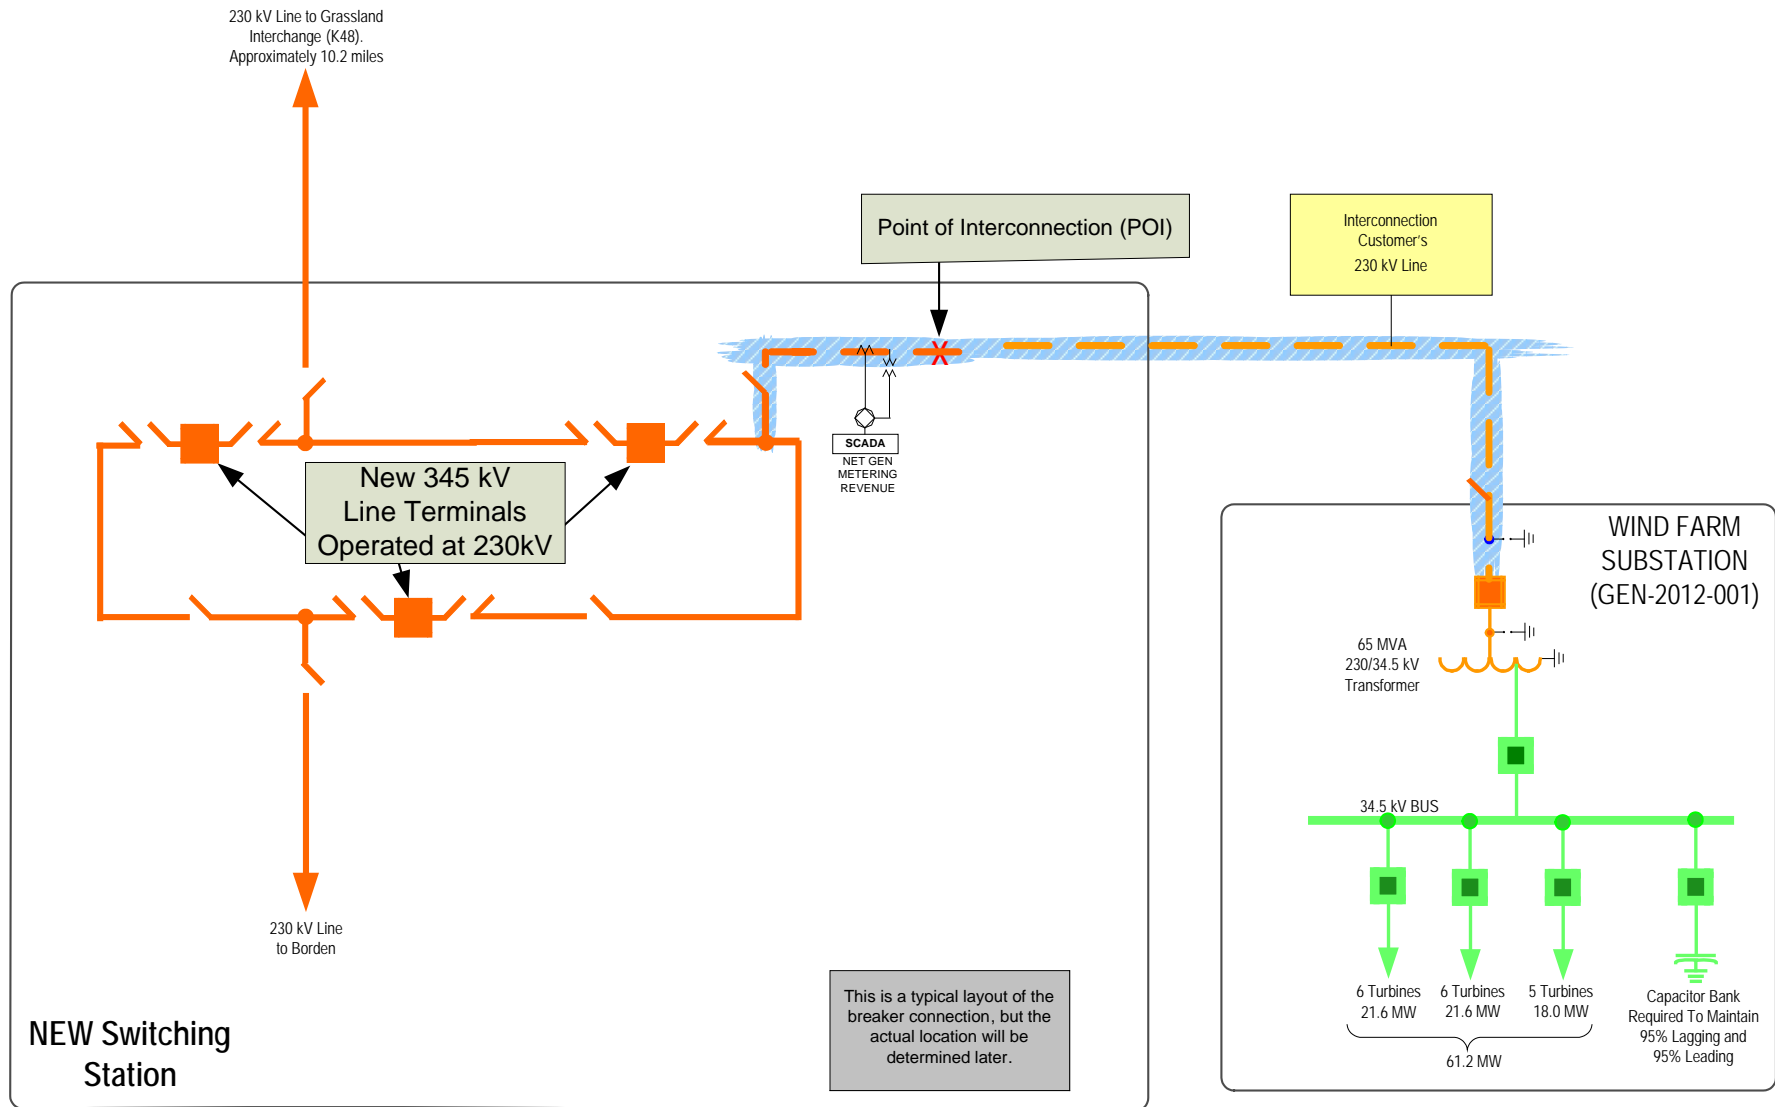 230 kV Line to Grassland
Interchange (K48).
Approximately 10.2 miles
Point of Interconnection (POI)
Interconnection
Customer's
230 kV Line
X
SCADA
NET GEN
METERING
REVENUE
New 345 kV
Line Terminals
Operated at 230kV
WIND FARM
SUBSTATION
(GEN-2012-001)
65 MVA
230/34.5 kV
Transformer
34.5 kV BUS
230 kV Line
to Borden
6 Turbines
21.6 MW
6 Turbines
21.6 MW
5 Turbines
18.0 MW
61.2 MW
Capacitor Bank
Required To Maintain
95% Lagging and
95% Leading
This is a typical layout of the
breaker connection, but the
actual location will be
determined later.
NEW Switching
Station